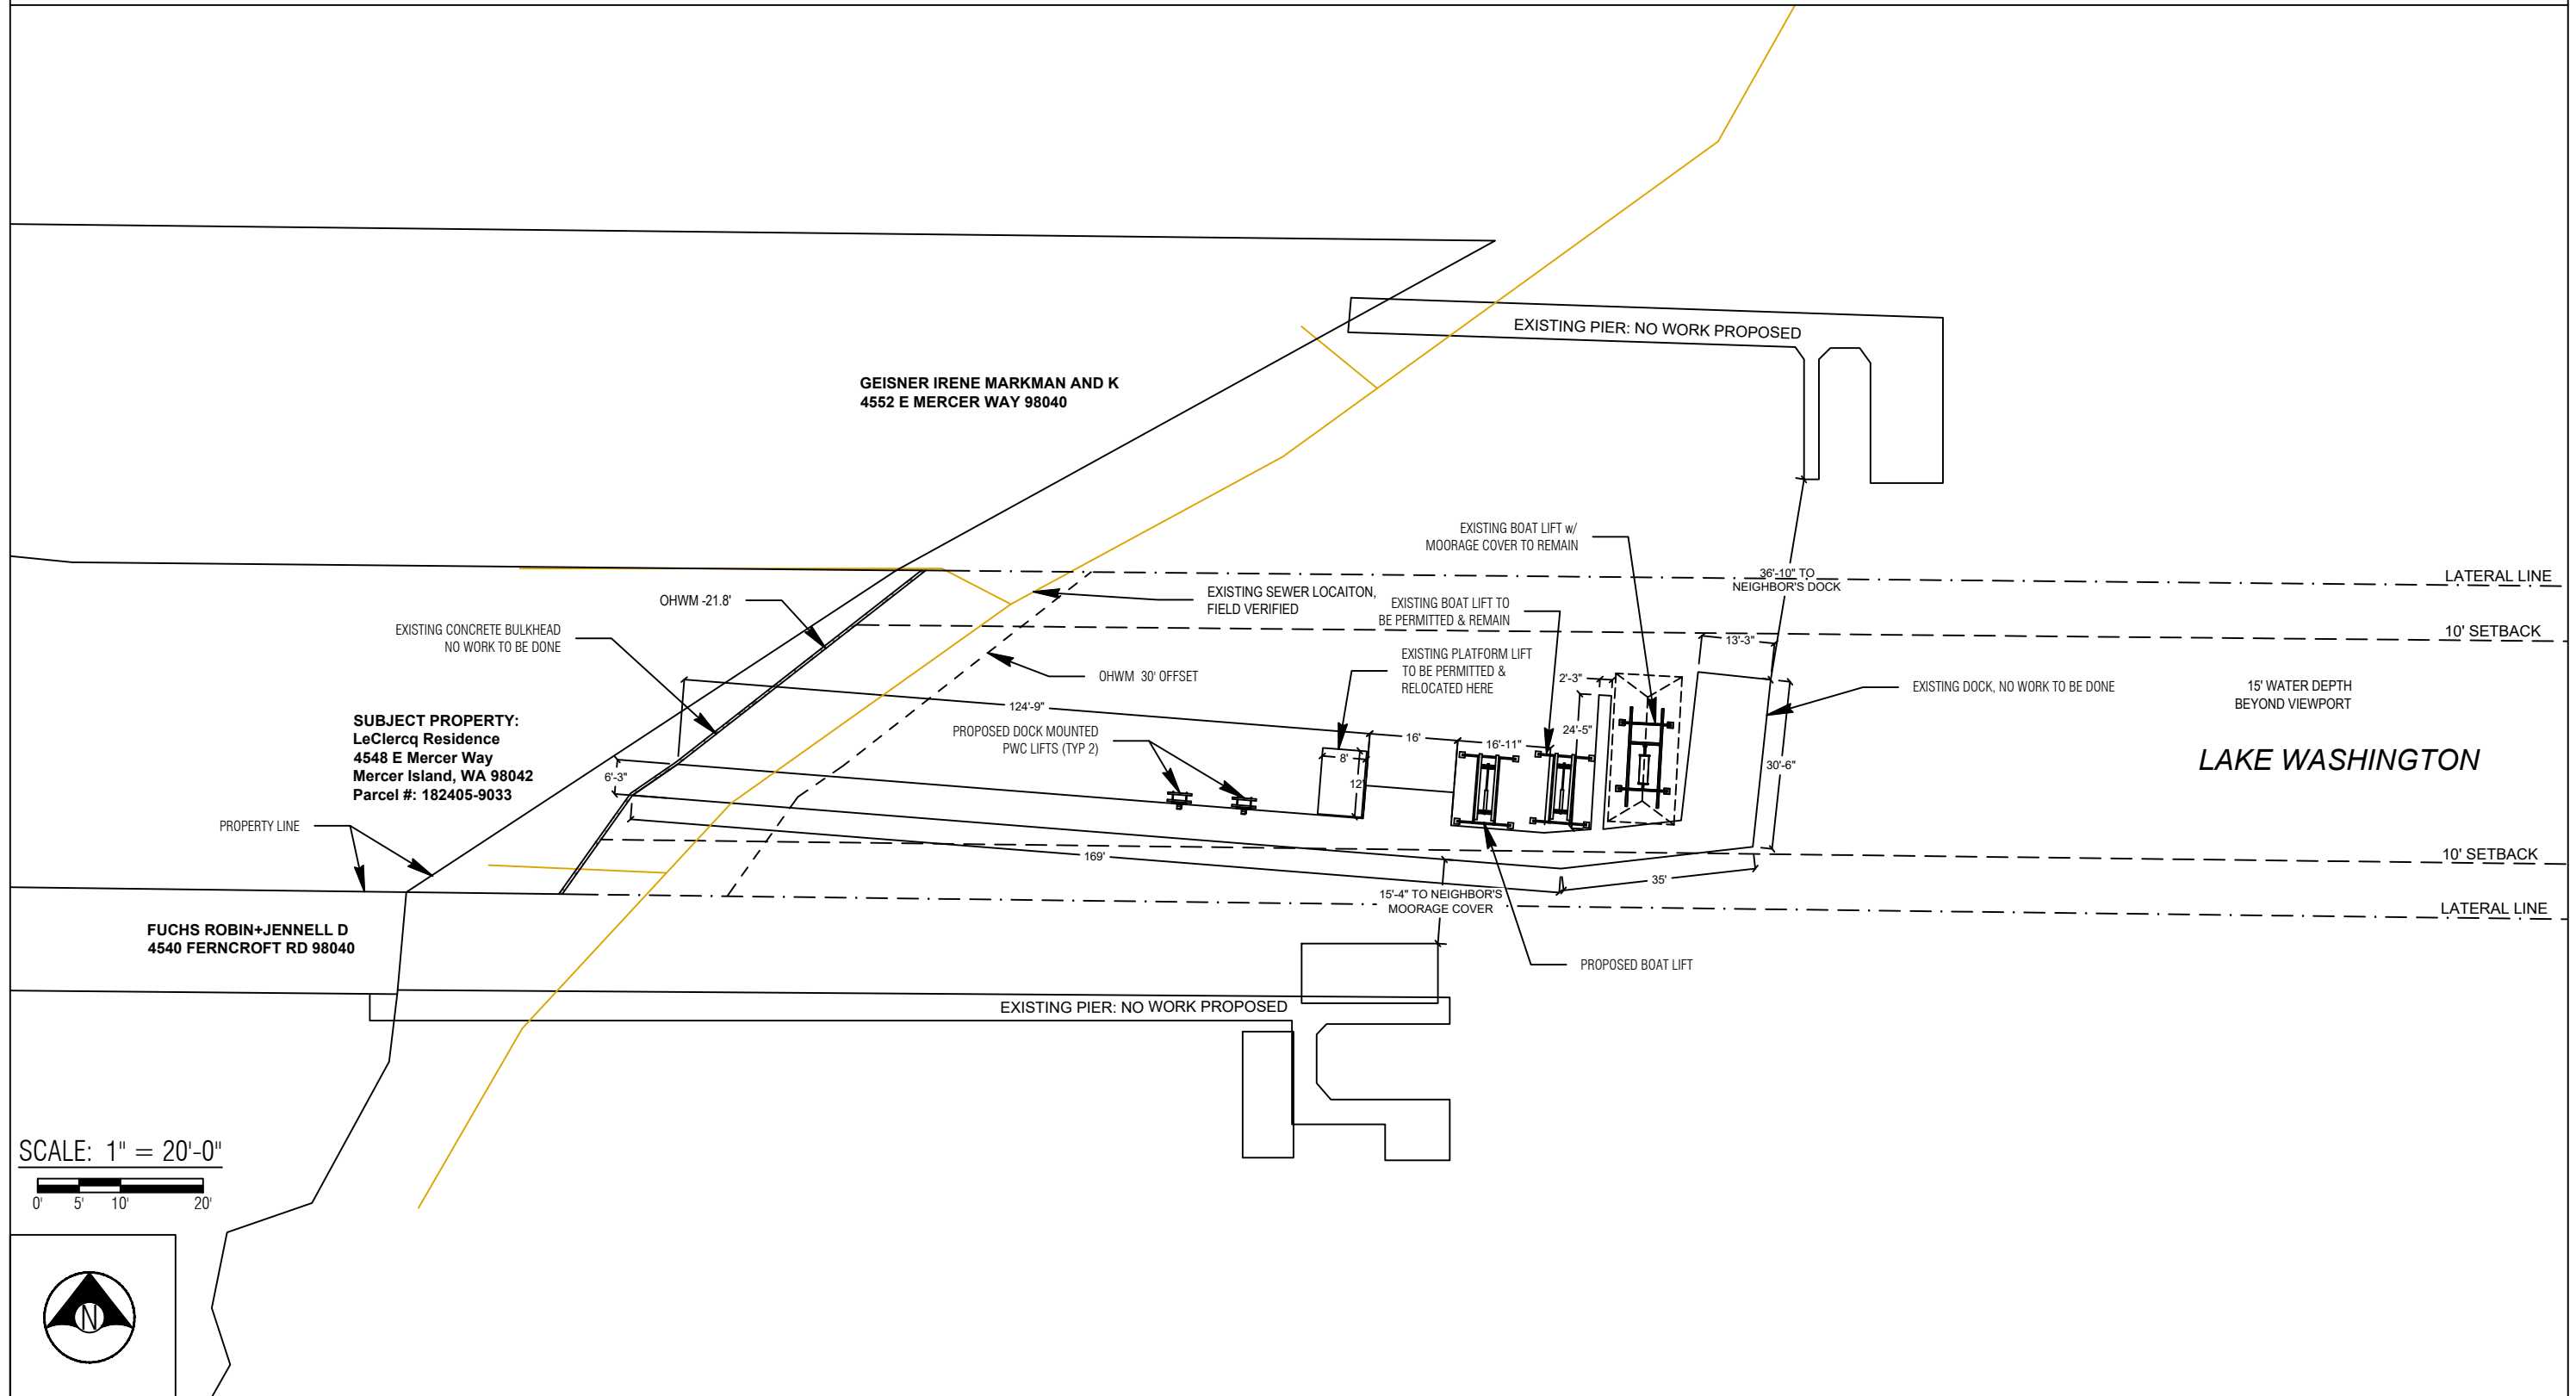 EXISTING PIER: NO WORK PROPOSED
GEISNER IRENE MARKMAN AND K
4552 E MERCER WAY 98040
EXISTING BOAT LIFT w/
MOORAGE COVER TO REMAIN
36'-10" TO
NEIGHBOR'S DOCK
LATERAL LINE
OHWM -21.8'
EXISTING SEWER LOCAITON,
FIELD VERIFIED
EXISTING BOAT LIFT TO
BE PERMITTED & REMAIN
EXISTING CONCRETE BULKHEAD
NO WORK TO BE DONE
10' SETBACK
13'-3"
EXISTING PLATFORM LIFT
TO BE PERMITTED &
RELOCATED HERE
OHWM 30' OFFSET
2'-3"
EXISTING DOCK, NO WORK TO BE DONE
15' WATER DEPTH
BEYOND VIEWPORT
124'-9"
SUBJECT PROPERTY:
LeClercq Residence
4548 E Mercer Way
Mercer Island, WA 98042
Parcel #: 182405-9033
PROPOSED DOCK MOUNTED
PWC LIFTS (TYP 2)
16'
16'-11"
24'-5"
8'
12'
30'-6"
LAKE WASHINGTON
6'-3"
PROPERTY LINE
169'
10' SETBACK
35'
15'-4" TO NEIGHBOR'S
MOORAGE COVER
LATERAL LINE
FUCHS ROBIN+JENNELL D
4540 FERNCROFT RD 98040
PROPOSED BOAT LIFT
EXISTING PIER: NO WORK PROPOSED
SCALE: 1" = 20'-0"
0' 5' 10' 20'
N